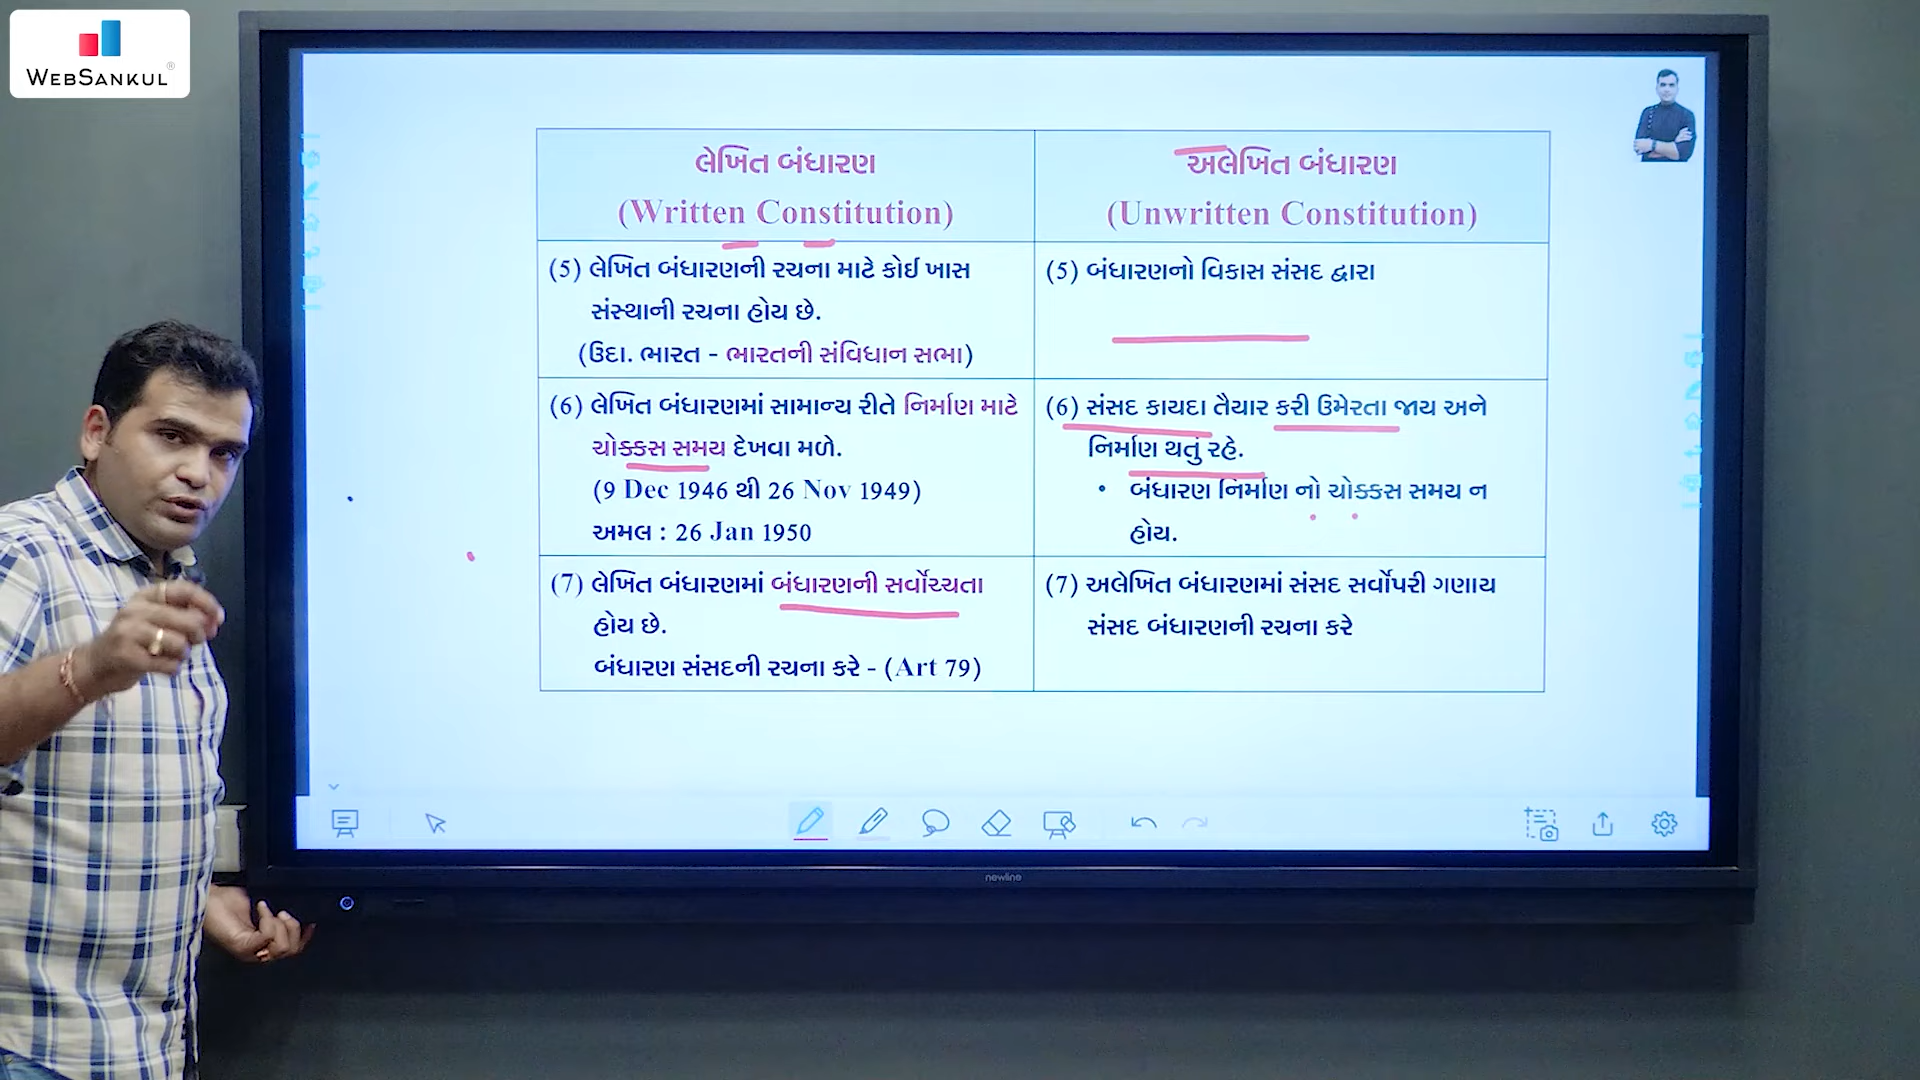 WEBSANKUL®
લેખિત બંધારણ
(Written Constitution)
અલેખિત બંધારણ
(Unwritten Constitution)
(5) લેખિત બંધારણની રચના માટે કોઈ ખાસ
સંસ્થાની રચના હોય છે.
(ઉદા. ભારત - ભારતની સંવિધાન સભા)
(5) બંધારણનો વિકાસ સંસદ દ્વારા
(6) લેખિત બંધારણમાં સામાન્ય રીતે નિર્માણ માટે
ચોક્કસ સમય દેખવા મળે.
(9 Dec 1946 થી 26 Nov 1949)
અમલ : 26 Jan 1950
(6) સંસદ કાયદા તૈયાર કરી ઉમેરતા જાય અને
નિર્માણ થતું રહે.
• બંધારણ નિર્માણ નો ચોક્કસ સમય ન
હોય.
(7) લેખિત બંધારણમાં બંધારણની સર્વોચ્ચતા
હોય છે.
બંધારણ સંસદની રચના કરે - (Art 79)
(7) અલેખિત બંધારણમાં સંસદ સર્વોપરી ગણાય
સંસદ બંધારણની રચના કરે
newline